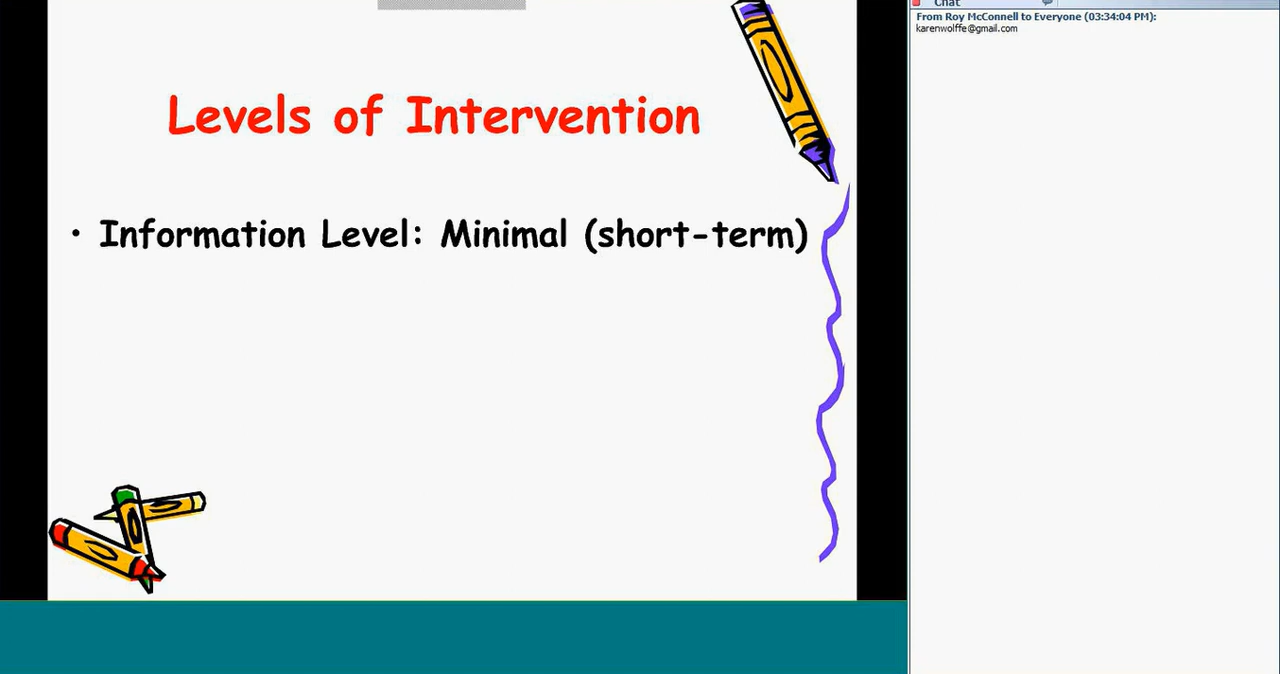 Levels of Intervention
• Information Level: Minimal (short-term)
Chat
From Roy McConnell to Everyone (03:34:04 PM):
karenwolffe@gmail.com